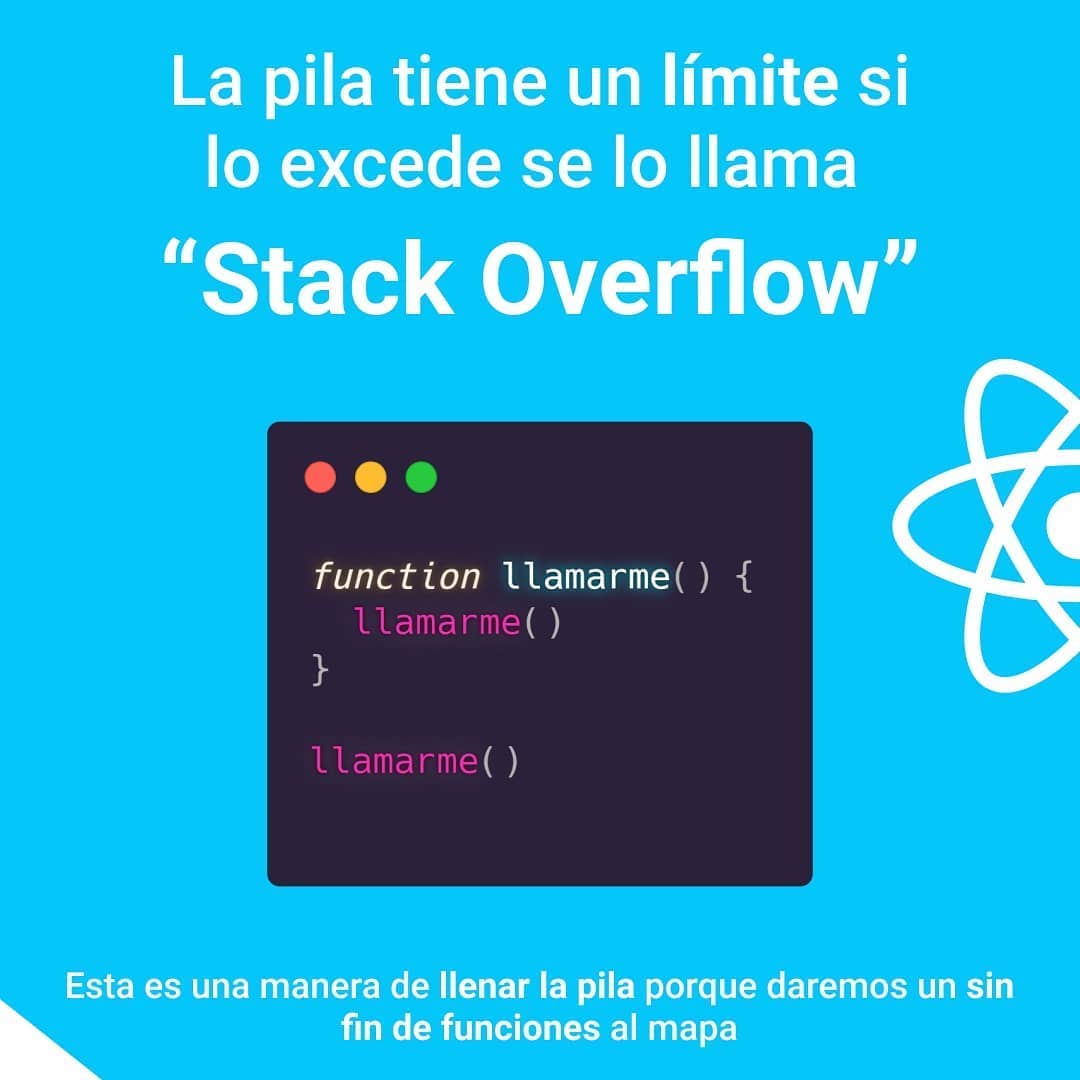 La pila tiene un límite si
lo excede se lo llama
“Stack Overflow”
function llamarme() {
  llamarme()
}
llamarme()
Esta es una manera de llenar la pila porque daremos un sin
fin de funciones al mapa